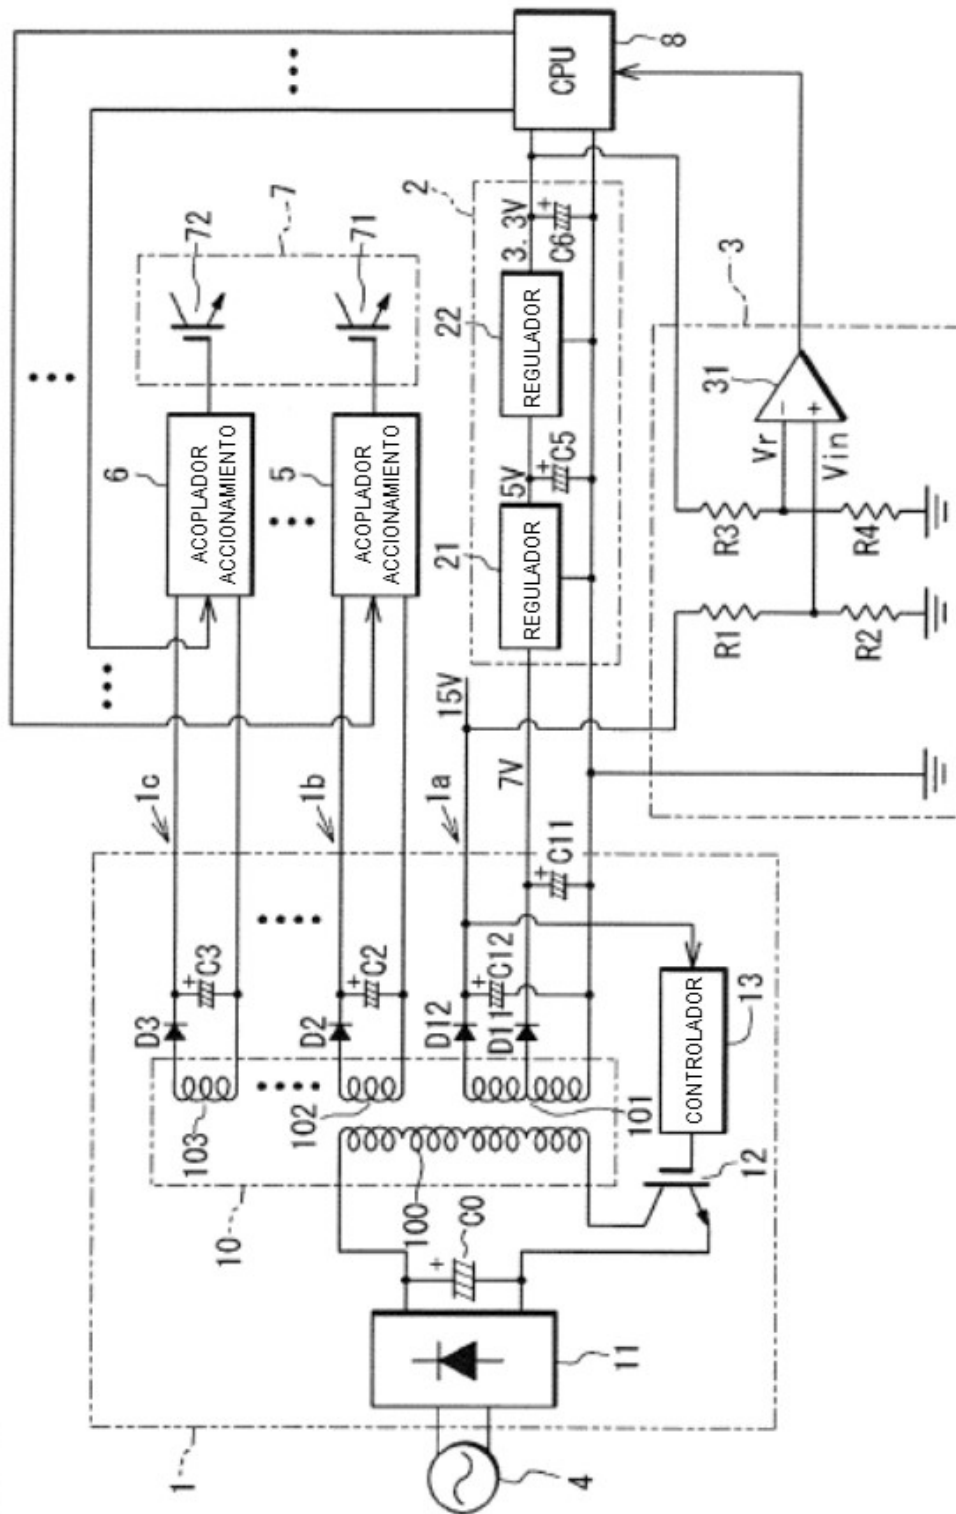 CPU
8
72
7
71
2
6
ACOPLADOR
ACCIONAMIENTO
5
ACOPLADOR
ACCIONAMIENTO
22
REGULADOR
3.3V
+
C6
21
REGULADOR
5V
+
C5
3
31
Vr
−
Vin
+
R3
R4
R1
R2
1c
1b
1a
15V
7V
+
C11
D3
+
C3
D2
+
C2
D12
+
C12
D11
103
102
101
100
10
CONTROLADOR
13
12
+
C0
11
1
4